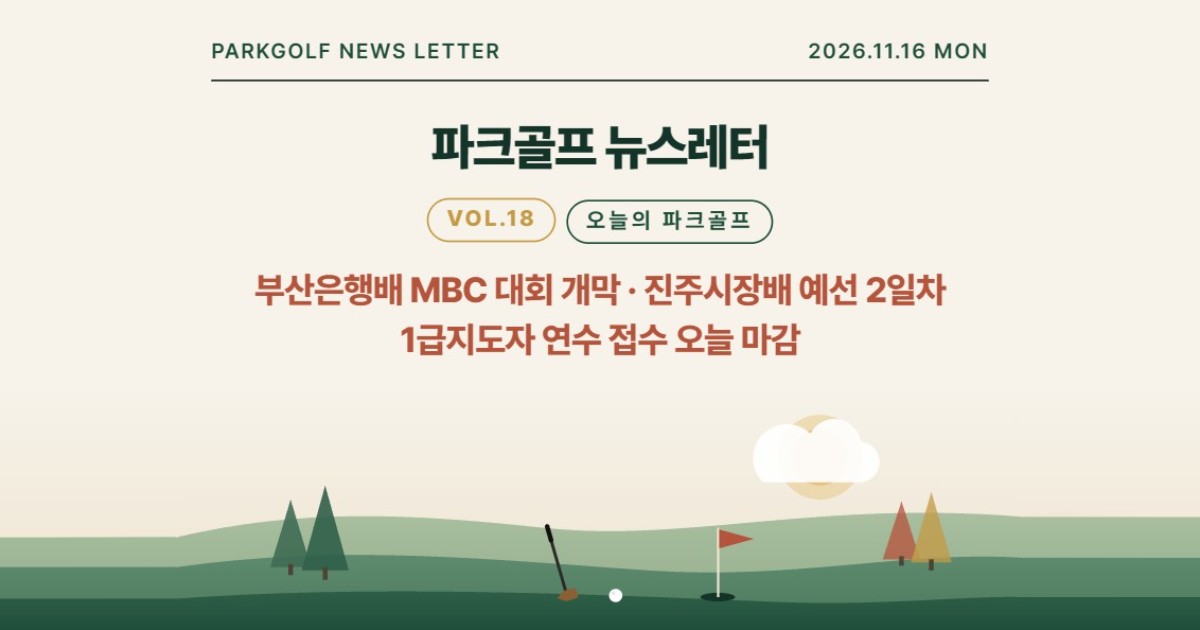 PARKGOLF NEWS LETTER
2026.11.16 MON
파크골프 뉴스레터
VOL.18
오늘의 파크골프
부산은행배 MBC 대회 개막 · 진주시장배 예선 2일차
1급지도자 연수 접수 오늘 마감